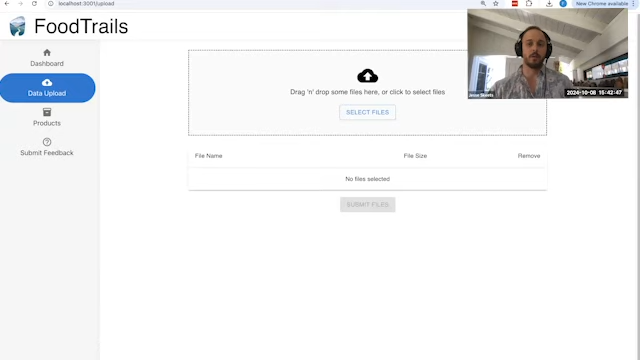 localhost:3001/upload
New Chrome available
FoodTrails
Dashboard
Data Upload
Products
Submit Feedback
Drag 'n' drop some files here, or click to select files
SELECT FILES
File Name File Size Remove
No files selected
SUBMIT FILES
2024-10-08 15:42:47